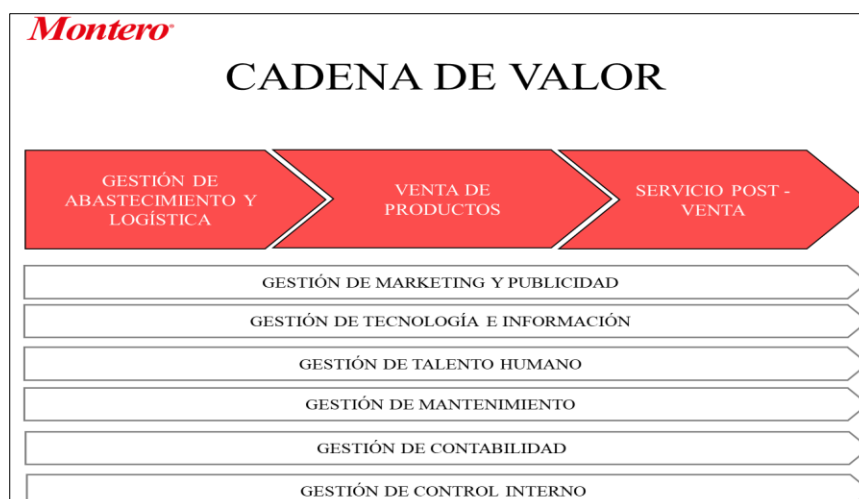 Montero
CADENA DE VALOR
GESTIÓN DE
ABASTECIMIENTO Y
LOGÍSTICA
VENTA DE
PRODUCTOS
SERVICIO POST -
VENTA
GESTIÓN DE MARKETING Y PUBLICIDAD
GESTIÓN DE TECNOLOGÍA E INFORMACIÓN
GESTIÓN DE TALENTO HUMANO
GESTIÓN DE MANTENIMIENTO
GESTIÓN DE CONTABILIDAD
GESTIÓN DE CONTROL INTERNO